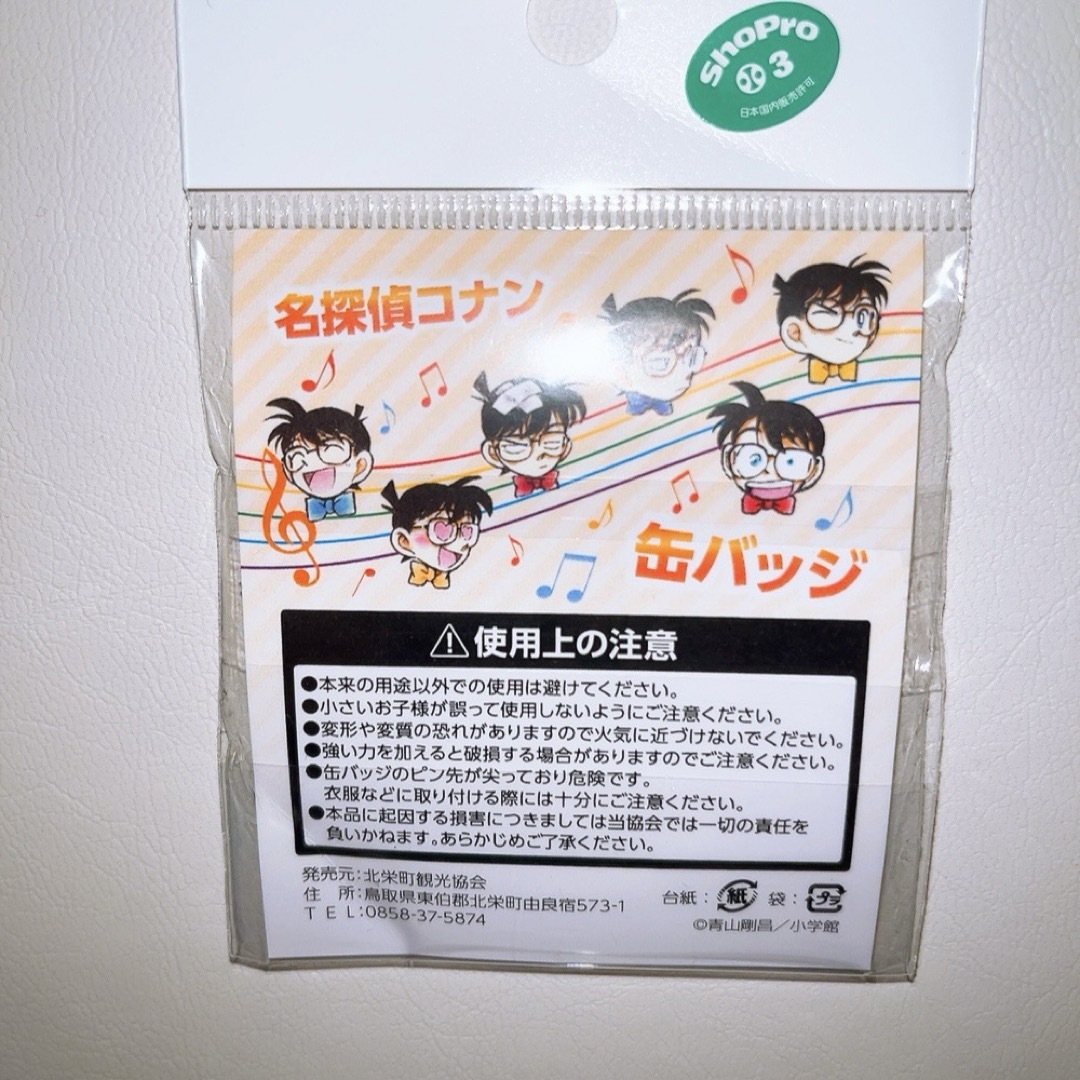 ShoPro
3
日本国内販売許可
名探偵コナン
缶バッジ
⚠使用上の注意
●本来の用途以外での使用は避けてください。
●小さいお子様が誤って使用しないようにご注意ください。
●変形や変質の恐れがありますので火気に近づけないでください。
●強い力を加えると破損する場合がありますのでご注意ください。
●缶バッジのピン先が尖っており危険です。
衣服などに取り付ける際には十分にご注意ください。
●本品に起因する損害につきましては当協会では一切の責任を
負いかねます。あらかじめご了承ください。
発売元:北栄町観光協会
住 所:鳥取県東伯郡北栄町由良宿573-1
TEL:0858-37-5874
台紙: 紙 袋: プラ
©青山剛昌/小学館